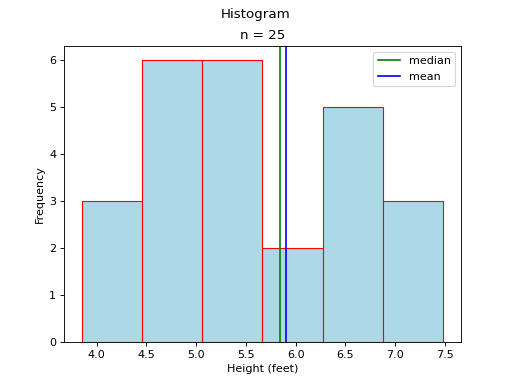 Histogram
n = 25
median
mean
Frequency
6
5
4
3
2
1
0
4.0 4.5 5.0 5.5 6.0 6.5 7.0 7.5
Height (feet)